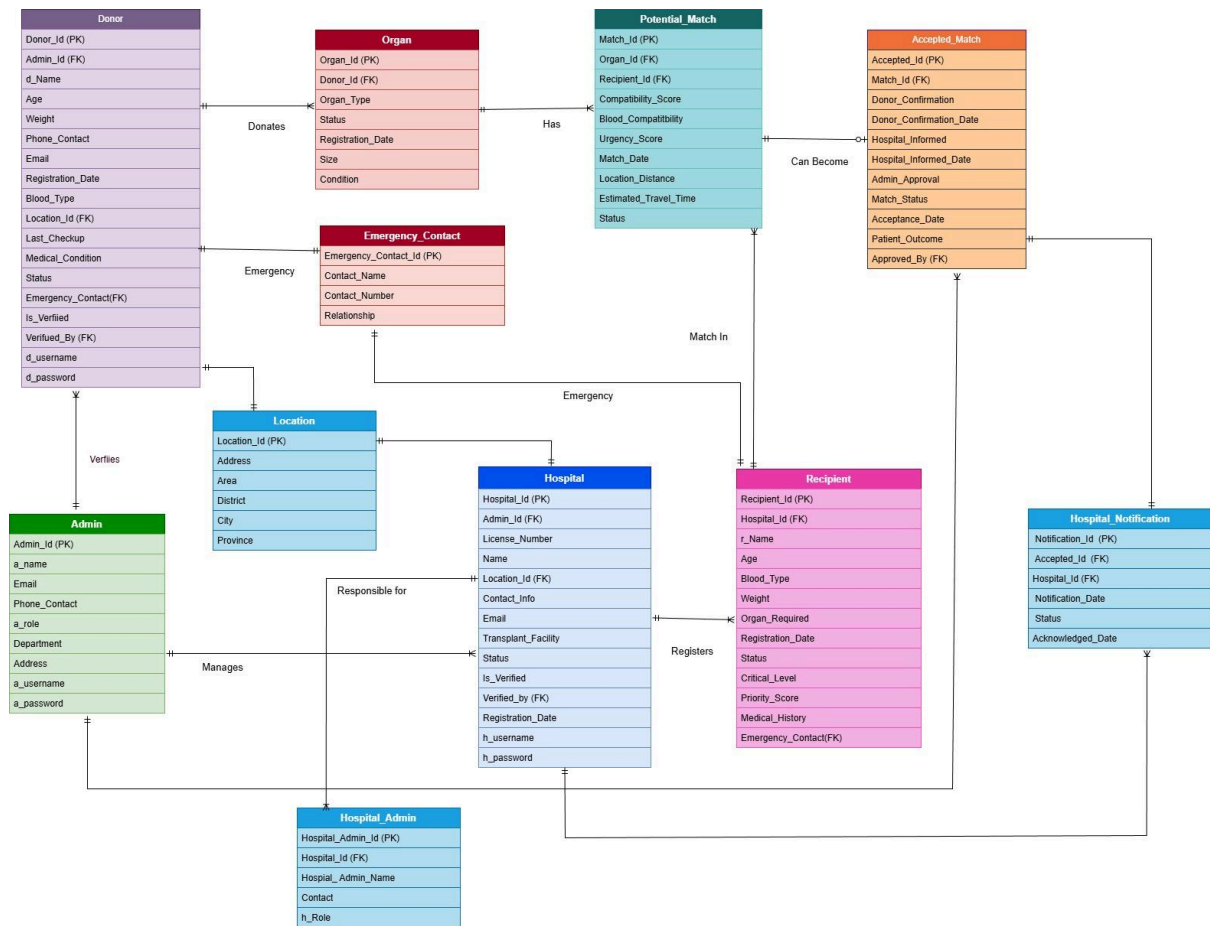 Donor
Donor_Id (PK)
Admin_Id (FK)
d_Name
Age
Weight
Phone_Contact
Email
Registration_Date
Blood_Type
Location_Id (FK)
Last_Checkup
Medical_Condition
Status
Emergency_Contact(FK)
Is_Verfiied
Verifued_By (FK)
d_username
d_password
Donates
Organ
Organ_Id (PK)
Donor_Id (FK)
Organ_Type
Status
Registration_Date
Size
Condition
Has
Potential_Match
Match_Id (PK)
Organ_Id (FK)
Recipient_Id (FK)
Compatibility_Score
Blood_Compatitbility
Urgency_Score
Match_Date
Location_Distance
Estimated_Travel_Time
Status
Can Become
Accepted_Match
Accepted_Id (PK)
Match_Id (FK)
Donor_Confirmation
Donor_Confirmation_Date
Hospital_Informed
Hospital_Informed_Date
Admin_Approval
Match_Status
Acceptance_Date
Patient_Outcome
Approved_By (FK)
Emergency
Emergency_Contact
Emergency_Contact_Id (PK)
Contact_Name
Contact_Number
Relationship
Match In
Emergency
Verfiies
Location
Location_Id (PK)
Address
Area
District
City
Province
Admin
Admin_Id (PK)
a_name
Email
Phone_Contact
a_role
Department
Address
a_username
a_password
Responsible for
Manages
Hospital
Hospital_Id (PK)
Admin_Id (FK)
License_Number
Name
Location_Id (FK)
Contact_Info
Email
Transplant_Facility
Status
Is_Verified
Verified_by (FK)
Registration_Date
h_username
h_password
Registers
Recipient
Recipient_Id (PK)
Hospital_Id (FK)
r_Name
Age
Blood_Type
Weight
Organ_Required
Registration_Date
Status
Critical_Level
Priority_Score
Medical_History
Emergency_Contact(FK)
Hospital_Notification
Notification_Id (PK)
Accepted_Id (FK)
Hospital_Id (FK)
Notification_Date
Status
Acknowledged_Date
Hospital_Admin
Hospital_Admin_Id (PK)
Hospital_Id (FK)
Hospial_ Admin_Name
Contact
h_Role